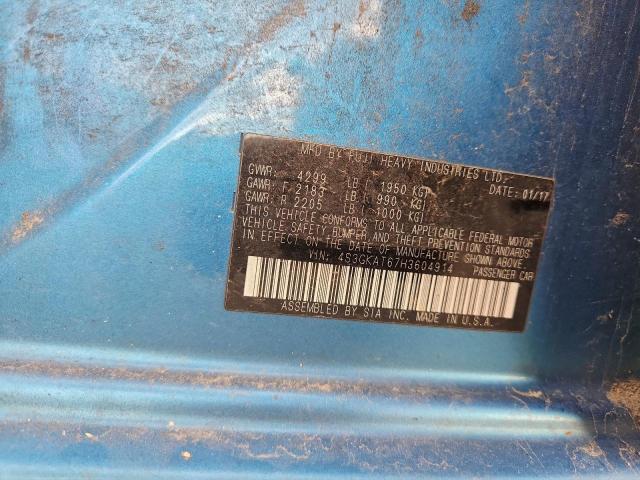 MFD BY FUJI HEAVY INDUSTRIES LTD.
GVWR: 4299 LB ( 1950 KG) DATE: 01/17
GAWR: F 2183 LB ( 990 KG)
GAWR: R 2205 LB ( 1000 KG)
THIS VEHICLE CONFORMS TO ALL APPLICABLE FEDERAL MOTOR
VEHICLE SAFETY, BUMPER AND THEFT PREVENTION STANDARDS
IN EFFECT ON THE DATE OF MANUFACTURE SHOWN ABOVE
VIN: 4S3GKAT67H3604914 PASSENGER CAR
ASSEMBLED BY SIA INC. MADE IN U.S.A.